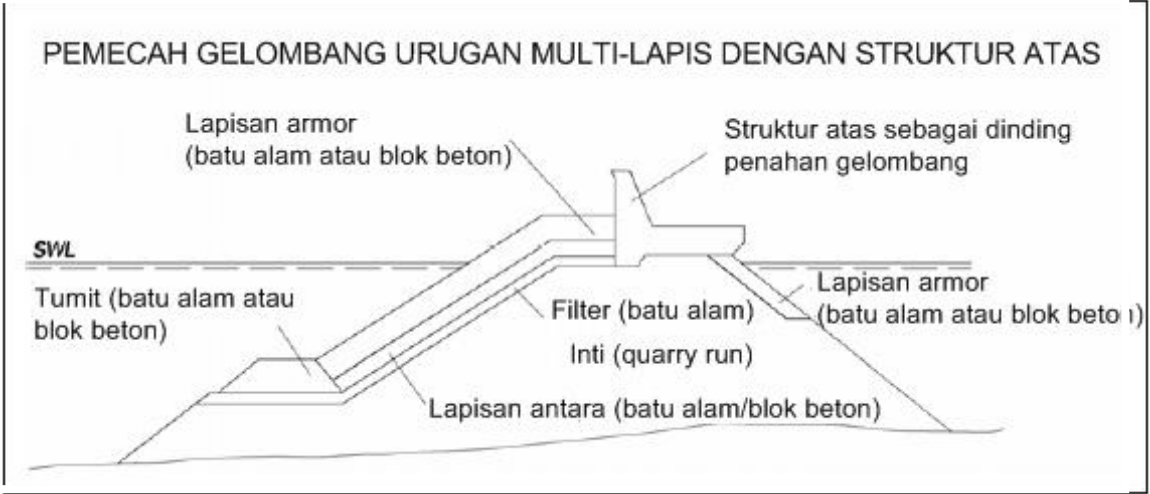 PEMECAH GELOMBANG URUGAN MULTI-LAPIS DENGAN STRUKTUR ATAS
Lapisan armor
(batu alam atau blok beton)
Struktur atas sebagai dinding
penahan gelombang
SWL
Tumit (batu alam atau
blok beton)
Lapisan armor
(batu alam atau blok beton)
Filter (batu alam)
Inti (quarry run)
Lapisan antara (batu alam/blok beton)